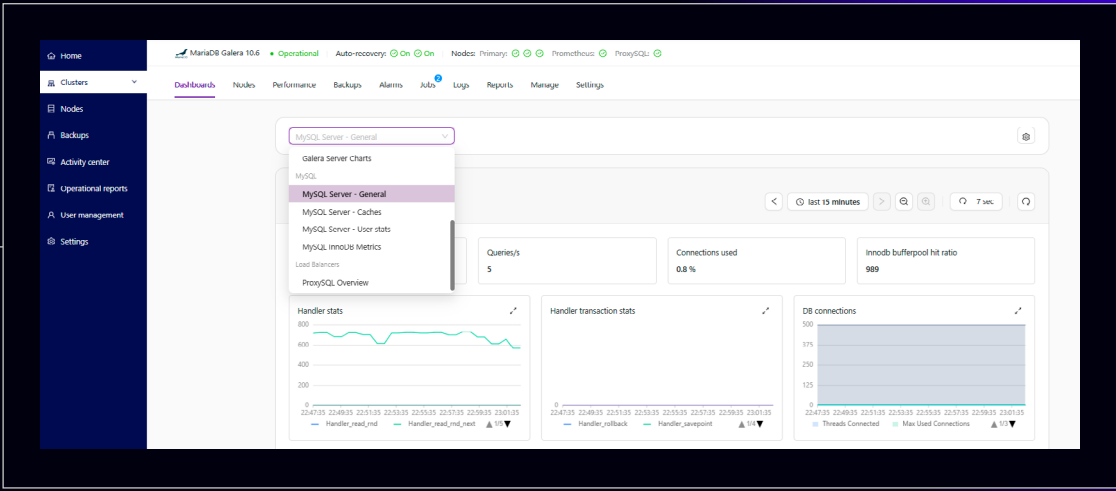 Home
MariaDB Galera 10.6 Operational Auto-recovery: On On Nodes: Primary: Prometheus: ProxySQL:
Clusters
Dashboards Nodes Performance Backups Alarms Jobs 2 Logs Reports Manage Settings
Nodes
Backups
Activity center
Operational reports
User management
Settings
MySQL Server - General
Galera Server Charts
MySQL
MySQL Server - General
MySQL Server - Caches
MySQL Server - User stats
MySQL InnoDB Metrics
Load Balancers
ProxySQL Overview
last 15 minutes 7 sec
Queries/s
5
Connections used
0.8 %
Innodb bufferpool hit ratio
989
Handler stats
800
600
400
200
0
22:47:35 22:49:35 22:51:35 22:53:35 22:55:35 22:57:35 22:59:35 23:01:35
Handler_read_rnd Handler_read_rnd_next 1/5
Handler transaction stats
0
22:47:35 22:49:35 22:51:35 22:53:35 22:55:35 22:57:35 22:59:35 23:01:35
Handler_rollback Handler_savepoint 1/4
DB connections
500
375
250
125
0
22:47:35 22:49:35 22:51:35 22:53:35 22:55:35 22:57:35 22:59:35 23:01:35
Threads Connected Max Used Connections 1/3